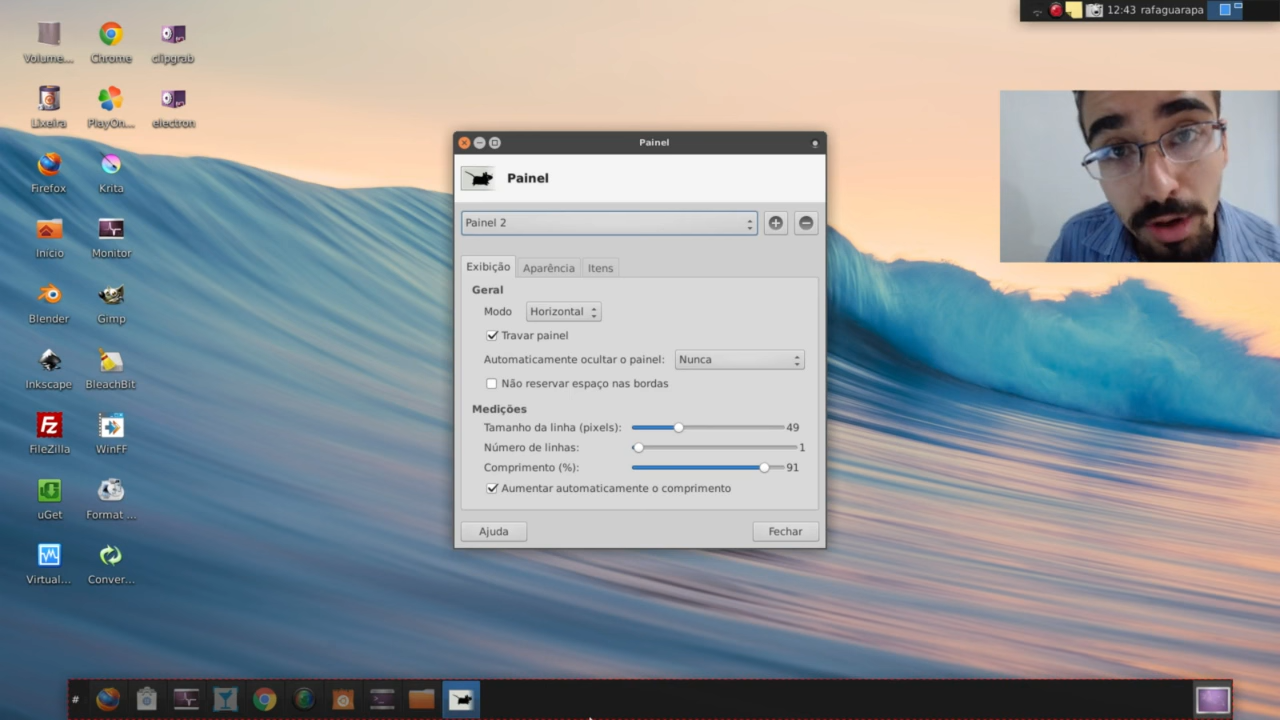 12:43 rafaguarapa
Volume... Chrome clipgrab
Lixeira PlayOn... electron
Firefox Krita
Início Monitor
Blender Gimp
Inkscape BleachBit
FileZilla WinFF
uGet Format ...
Virtual... Conver...
Painel
Painel
Painel 2
Exibição Aparência Itens
Geral
Modo Horizontal
Travar painel
Automaticamente ocultar o painel: Nunca
Não reservar espaço nas bordas
Medições
Tamanho da linha (pixels): 49
Número de linhas: 1
Comprimento (%): 91
Aumentar automaticamente o comprimento
Ajuda Fechar
#